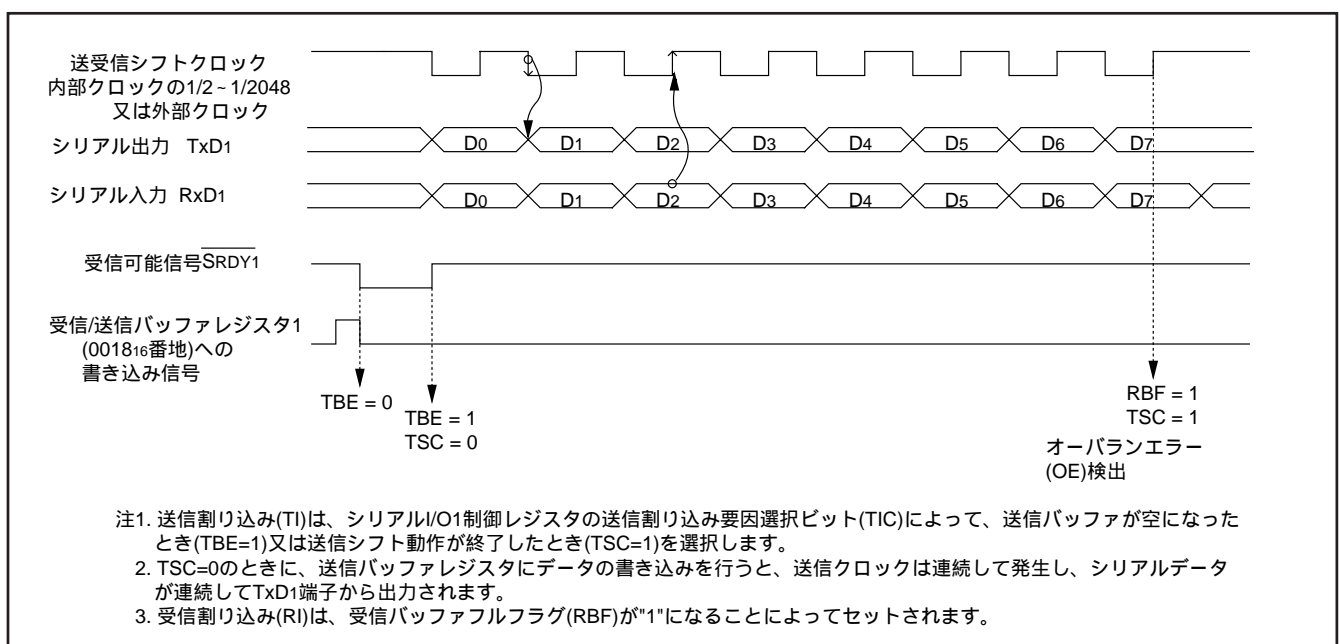 送受信シフトクロック
内部クロックの1/2~1/2048
又は外部クロック
シリアル出力 TxD1
D0 D1 D2 D3 D4 D5 D6 D7
シリアル入力 RxD1
D0 D1 D2 D3 D4 D5 D6 D7
受信可能信号SRDY1
受信/送信バッファレジスタ1
(001816番地)への
書き込み信号
TBE = 0
TBE = 1
TSC = 0
RBF = 1
TSC = 1
オーバランエラー
(OE)検出
注1. 送信割り込み(TI)は、シリアルI/O1制御レジスタの送信割り込み要因選択ビット(TIC)によって、送信バッファが空になった
とき(TBE=1)又は送信シフト動作が終了したとき(TSC=1)を選択します。
2. TSC=0のときに、送信バッファレジスタにデータの書き込みを行うと、送信クロックは連続して発生し、シリアルデータ
が連続してTxD1端子から出力されます。
3. 受信割り込み(RI)は、受信バッファフルフラグ(RBF)が"1"になることによってセットされます。